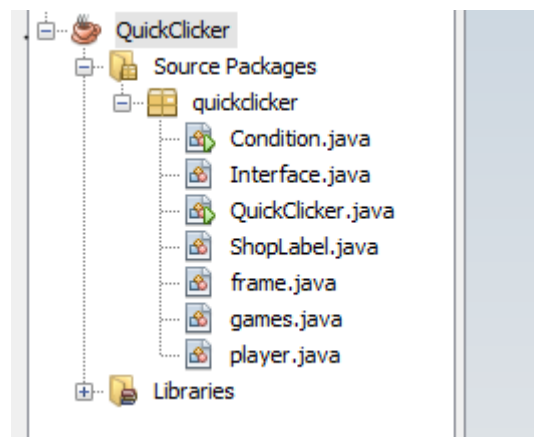 QuickClicker
Source Packages
quickclicker
Condition.java
Interface.java
QuickClicker.java
ShopLabel.java
frame.java
games.java
player.java
Libraries